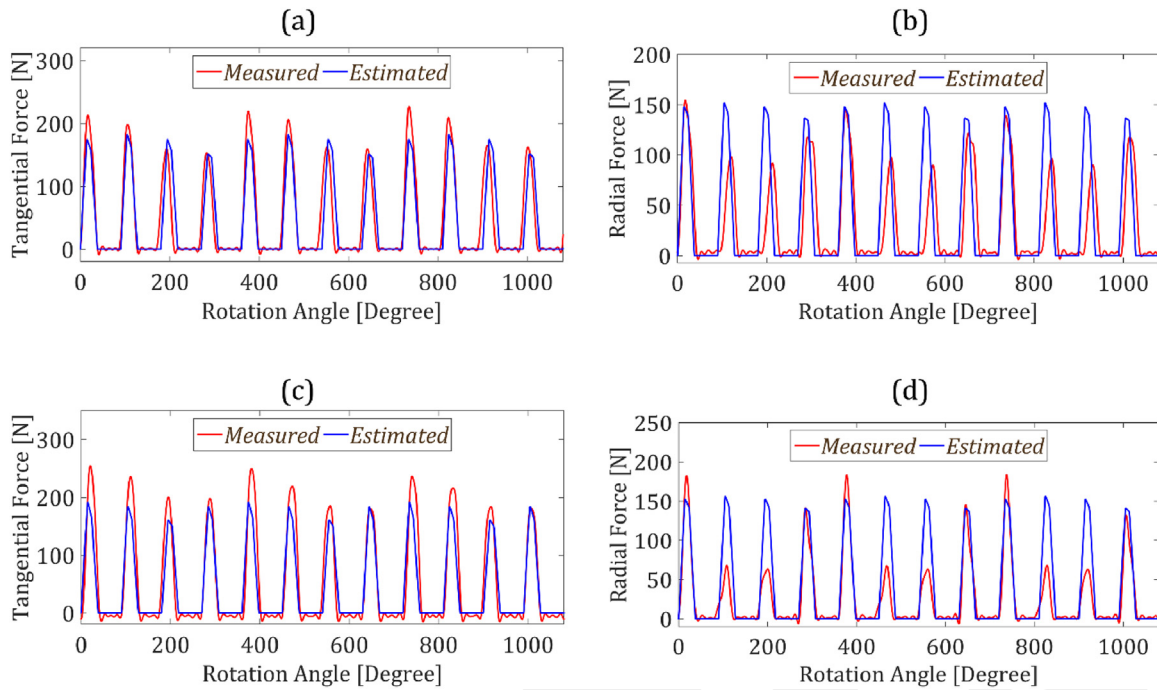 (a)
Tangential Force [N]
300
200
100
0
Measured Estimated
0 200 400 600 800 1000
Rotation Angle [Degree]
(b)
Radial Force [N]
200
150
100
50
0
Measured Estimated
0 200 400 600 800 1000
Rotation Angle [Degree]
(c)
Tangential Force [N]
300
200
100
0
Measured Estimated
0 200 400 600 800 1000
Rotation Angle [Degree]
(d)
Radial Force [N]
250
200
150
100
50
0
Measured Estimated
0 200 400 600 800 1000
Rotation Angle [Degree]